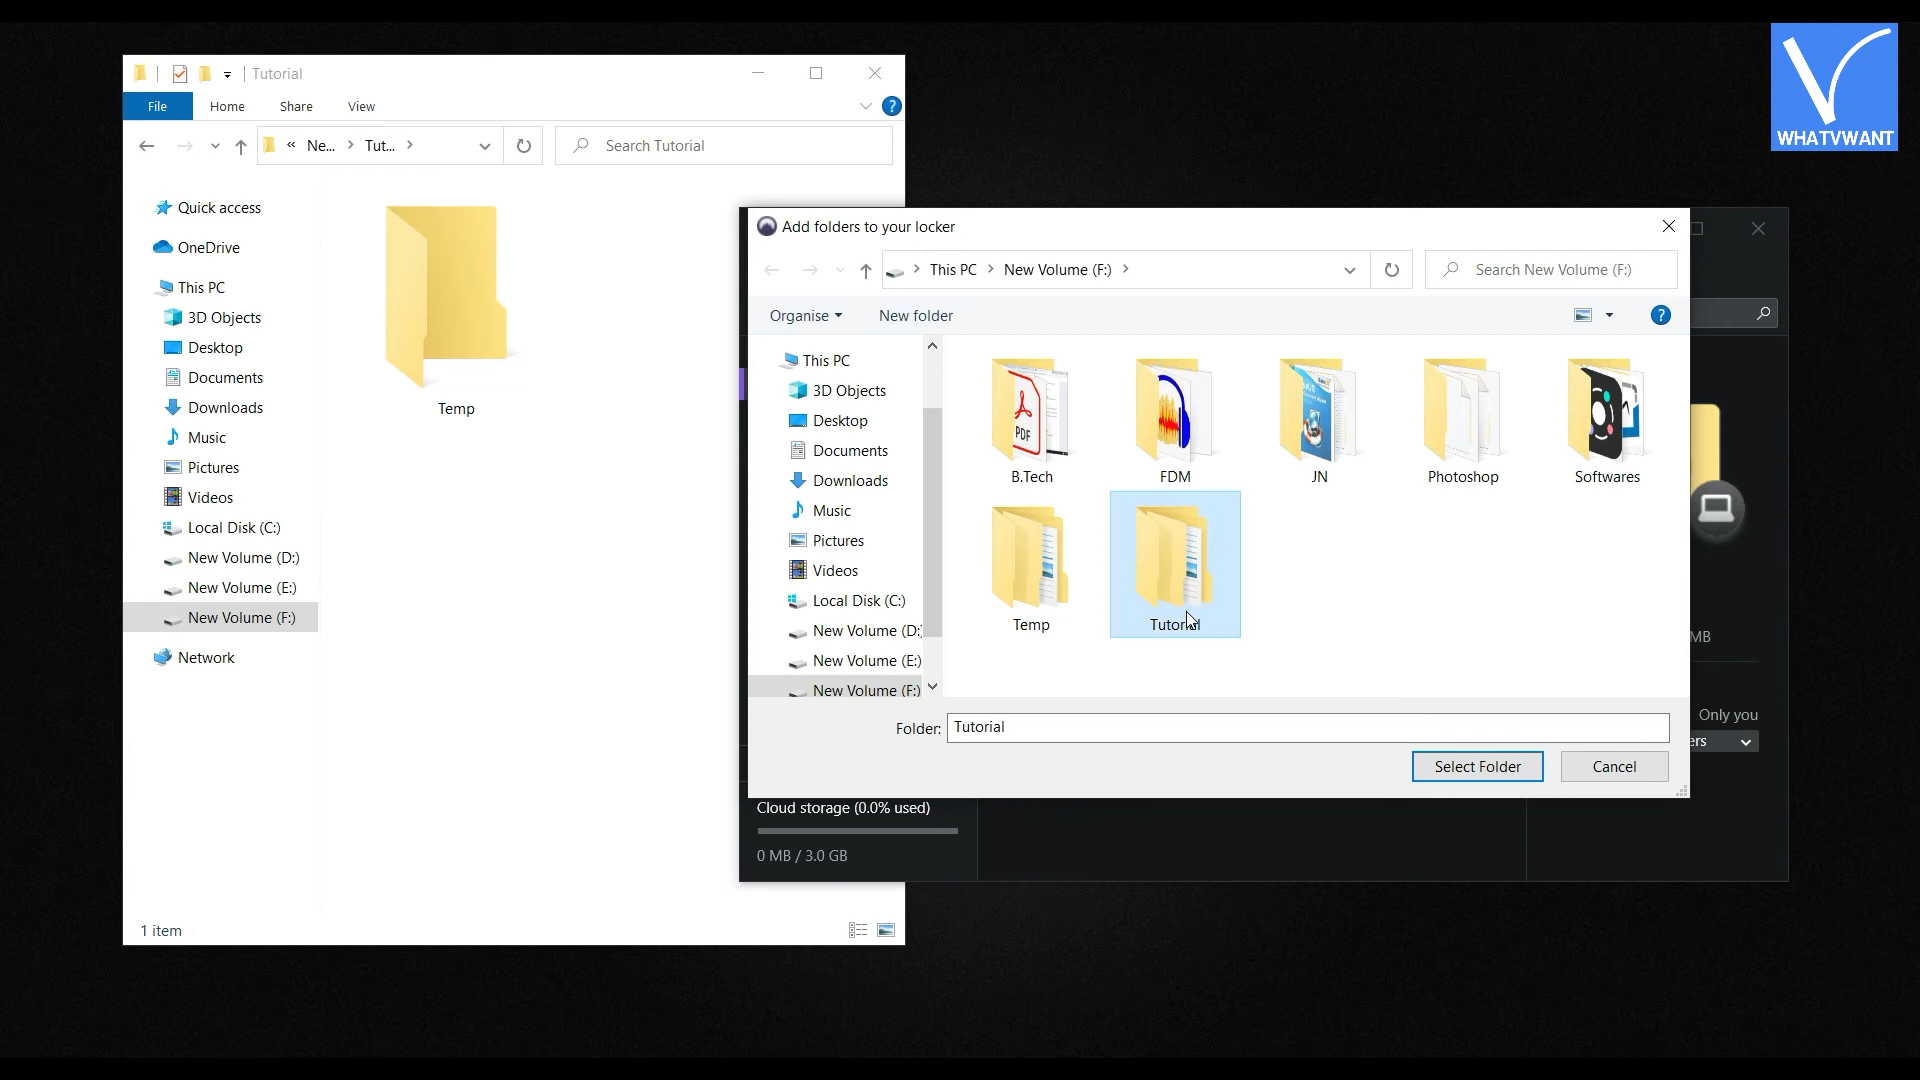 WHATVWANT
Tutorial
File Home Share View
« Ne... Tut...
Search Tutorial
Quick access
OneDrive
This PC
3D Objects
Desktop
Documents
Downloads
Music
Pictures
Videos
Local Disk (C:)
New Volume (D:)
New Volume (E:)
New Volume (F:)
Network
Temp
1 item
Add folders to your locker
This PC New Volume (F:)
Search New Volume (F:)
Organise New folder
This PC
3D Objects
Desktop
Documents
Downloads
Music
Pictures
Videos
Local Disk (C:)
New Volume (D:)
New Volume (E:)
New Volume (F:)
PDF
B.Tech FDM JN Photoshop Softwares
Temp Tutorial
Folder: Tutorial
Select Folder Cancel
MB
Only you
ers
Cloud storage (0.0% used)
0 MB / 3.0 GB